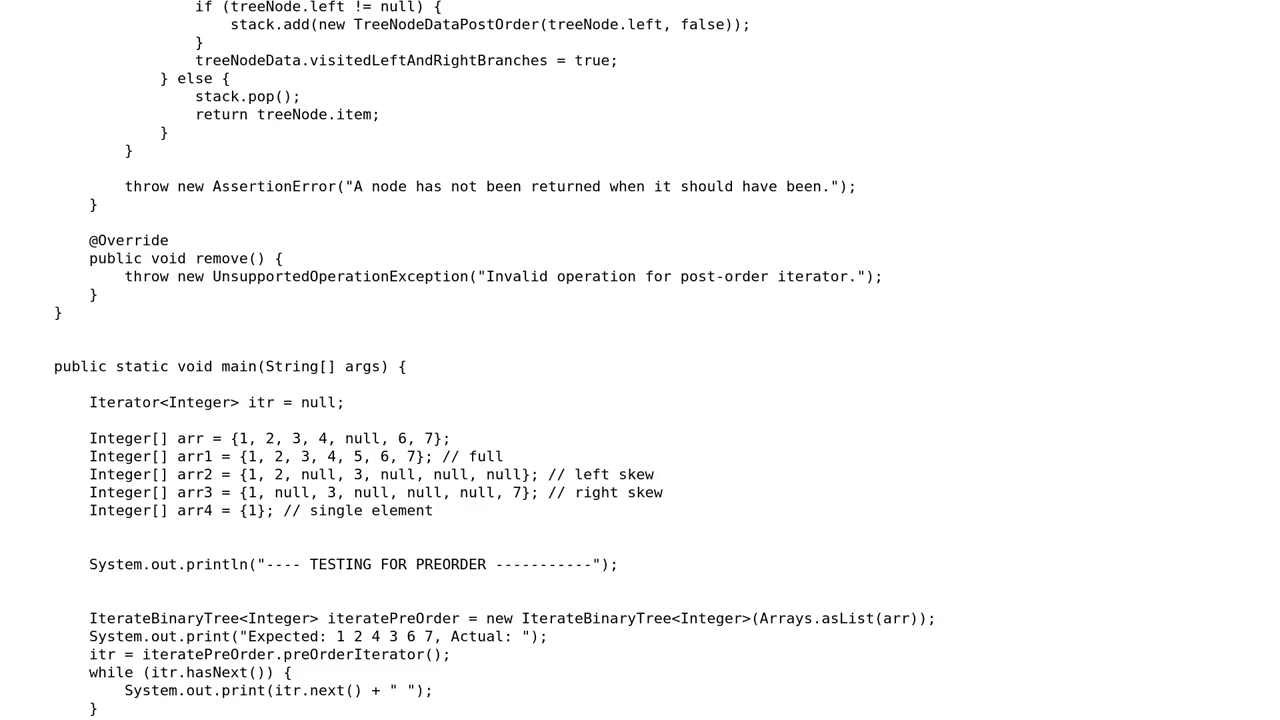 if (treeNode.left != null) {
                    stack.add(new TreeNodeDataPostOrder(treeNode.left, false));
                }
                treeNodeData.visitedLeftAndRightBranches = true;
            } else {
                stack.pop();
                return treeNode.item;
            }
        }

        throw new AssertionError("A node has not been returned when it should have been.");
    }

    @Override
    public void remove() {
        throw new UnsupportedOperationException("Invalid operation for post-order iterator.");
    }
}


public static void main(String[] args) {

    Iterator<Integer> itr = null;

    Integer[] arr = {1, 2, 3, 4, null, 6, 7};
    Integer[] arr1 = {1, 2, 3, 4, 5, 6, 7}; // full
    Integer[] arr2 = {1, 2, null, 3, null, null, null}; // left skew
    Integer[] arr3 = {1, null, 3, null, null, null, 7}; // right skew
    Integer[] arr4 = {1}; // single element


    System.out.println("---- TESTING FOR PREORDER -----------");


    IterateBinaryTree<Integer> iteratePreOrder = new IterateBinaryTree<Integer>(Arrays.asList(arr));
    System.out.print("Expected: 1 2 4 3 6 7, Actual: ");
    itr = iteratePreOrder.preOrderIterator();
    while (itr.hasNext()) {
        System.out.print(itr.next() + " ");
    }